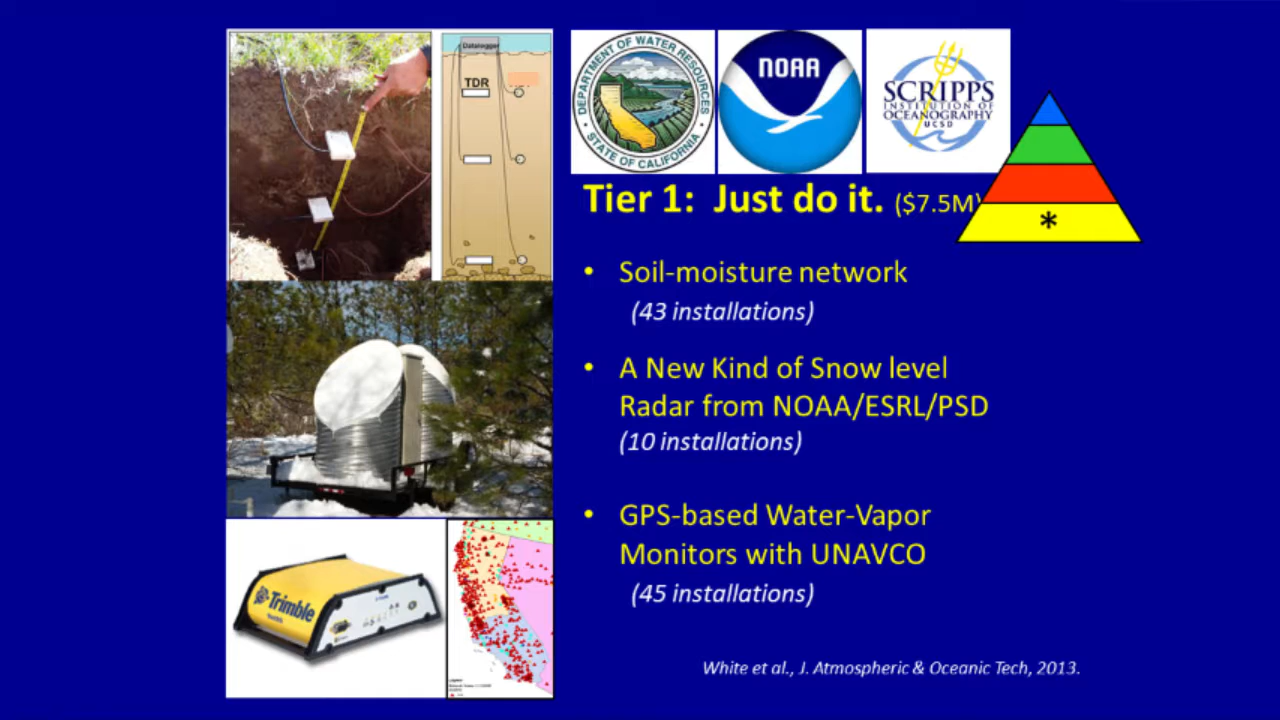 Datalogger
TDR
DEPARTMENT OF WATER RESOURCES
STATE OF CALIFORNIA
NOAA
SCRIPPS
INSTITUTION OF
OCEANOGRAPHY
UCSD
Tier 1: Just do it. ($7.5M)
*
• Soil-moisture network
(43 installations)
• A New Kind of Snow level
Radar from NOAA/ESRL/PSD
(10 installations)
• GPS-based Water-Vapor
Monitors with UNAVCO
(45 installations)
Trimble
White et al., J. Atmospheric & Oceanic Tech, 2013.